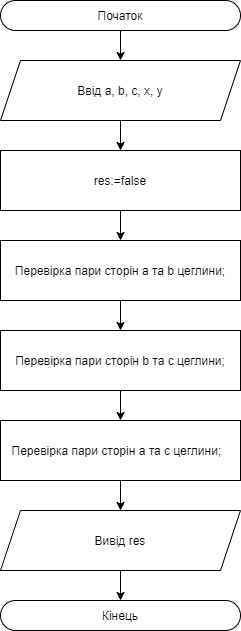 Початок
Ввід a, b, c, x, y
res:=false
Перевірка пари сторін a та b цеглини;
Перевірка пари сторін b та c цеглини;
Перевірка пари сторін a та c цеглини;
Вивід res
Кінець